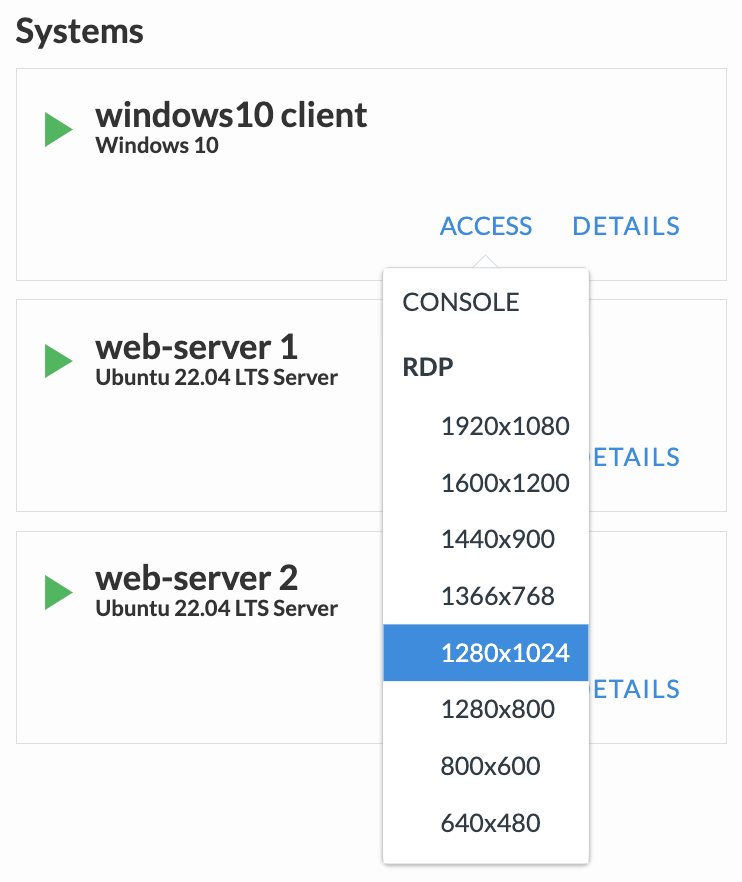 Systems
windows10 client
Windows 10
ACCESS DETAILS
CONSOLE
RDP
1920x1080
1600x1200
1440x900
1366x768
1280x1024
1280x800
800x600
640x480
web-server 1
Ubuntu 22.04 LTS Server
ETAILS
web-server 2
Ubuntu 22.04 LTS Server
ETAILS